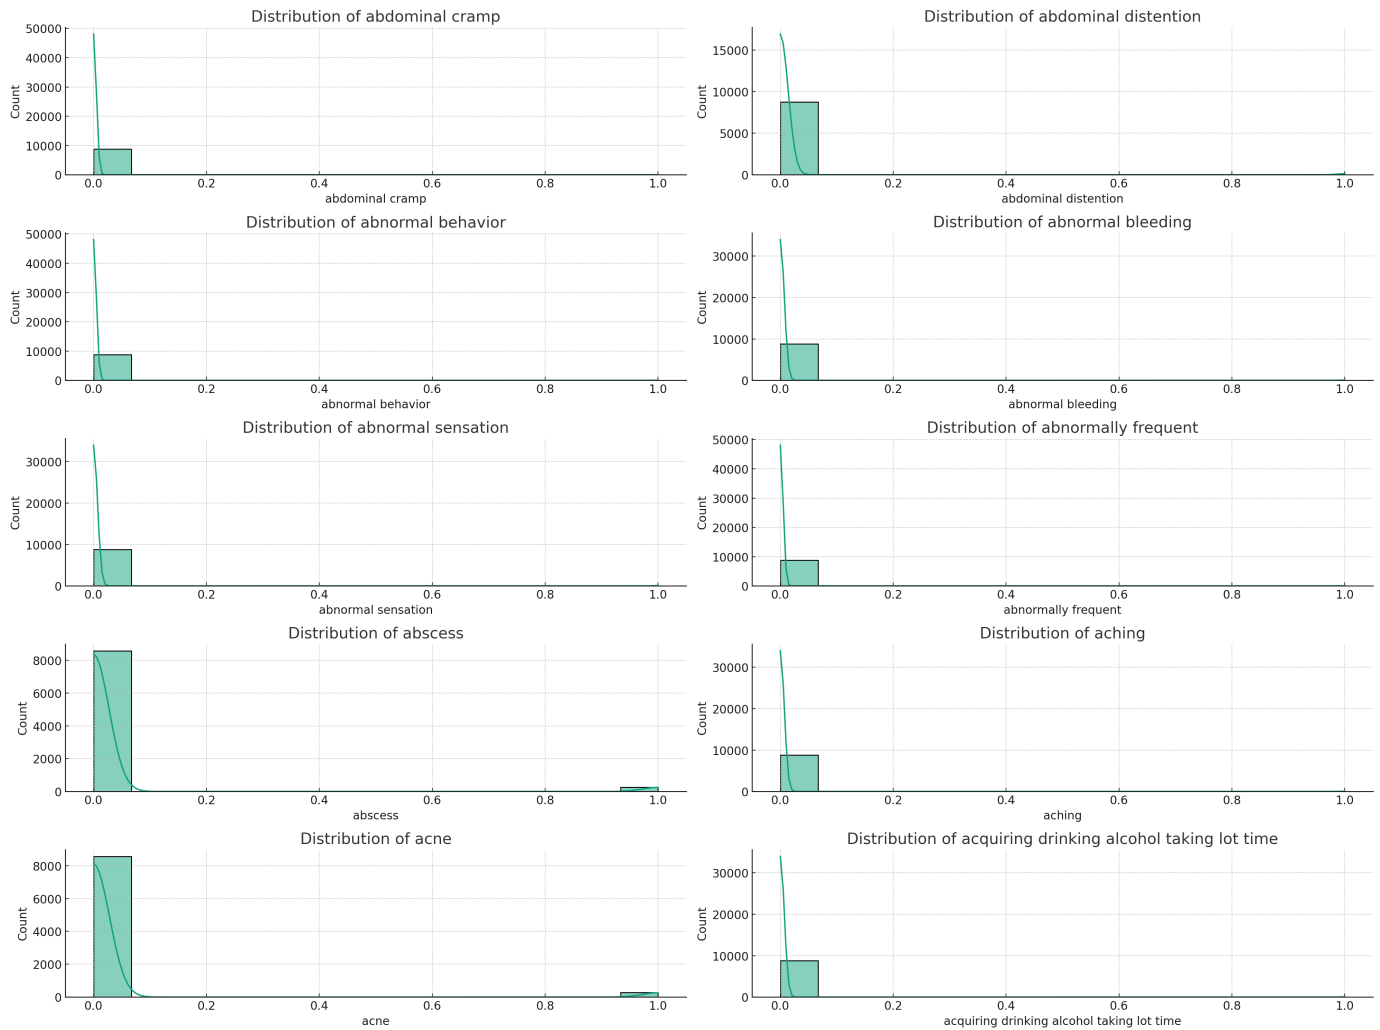 Distribution of abdominal cramp
50000
40000
30000
20000
10000
0
Count
0.0 0.2 0.4 0.6 0.8 1.0
abdominal cramp
Distribution of abdominal distention
15000
10000
5000
0
Count
0.0 0.2 0.4 0.6 0.8 1.0
abdominal distention
Distribution of abnormal behavior
50000
40000
30000
20000
10000
0
Count
0.0 0.2 0.4 0.6 0.8 1.0
abnormal behavior
Distribution of abnormal bleeding
30000
20000
10000
0
Count
0.0 0.2 0.4 0.6 0.8 1.0
abnormal bleeding
Distribution of abnormal sensation
30000
20000
10000
0
Count
0.0 0.2 0.4 0.6 0.8 1.0
abnormal sensation
Distribution of abnormally frequent
50000
40000
30000
20000
10000
0
Count
0.0 0.2 0.4 0.6 0.8 1.0
abnormally frequent
Distribution of abscess
8000
6000
4000
2000
0
Count
0.0 0.2 0.4 0.6 0.8 1.0
abscess
Distribution of aching
30000
20000
10000
0
Count
0.0 0.2 0.4 0.6 0.8 1.0
aching
Distribution of acne
8000
6000
4000
2000
0
Count
0.0 0.2 0.4 0.6 0.8 1.0
acne
Distribution of acquiring drinking alcohol taking lot time
30000
20000
10000
0
Count
0.0 0.2 0.4 0.6 0.8 1.0
acquiring drinking alcohol taking lot time